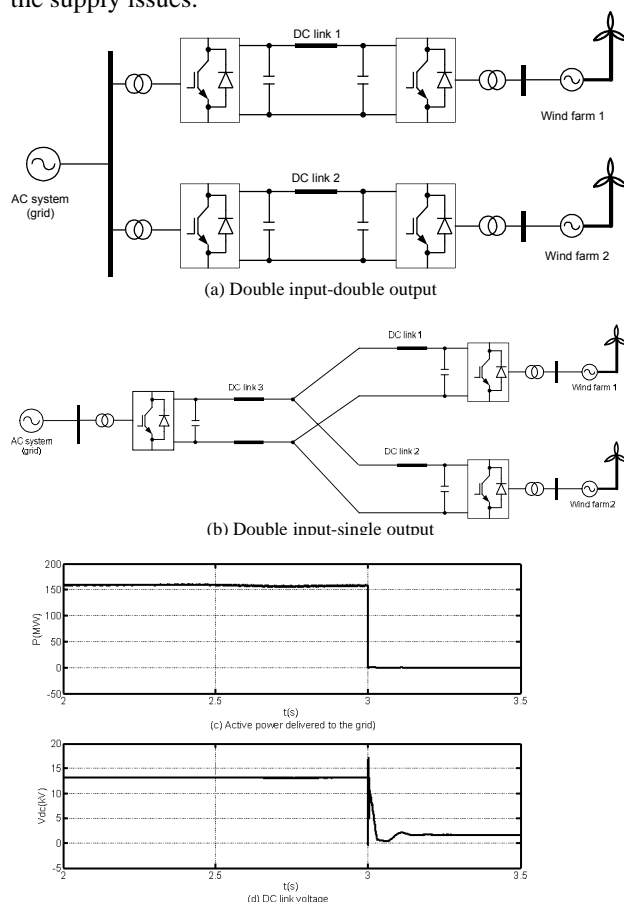 the supply issues.
DC link 1
Wind farm 1
AC system
(grid)
DC link 2
Wind farm 2
(a) Double input-double output
DC link1
DC link 3
Wind farm 1
AC system
(grid)
DC link 2
Wind farm2
(b) Double input-single output
200
150
100
50
0
-50
P(MW)
2
2.5
3
3.5
t(s)
(c) Active power delivered to the grid)
20
15
10
5
0
-5
Vdc(kV)
2
2.5
3
3.5
t(s)
(d) DC link voltage